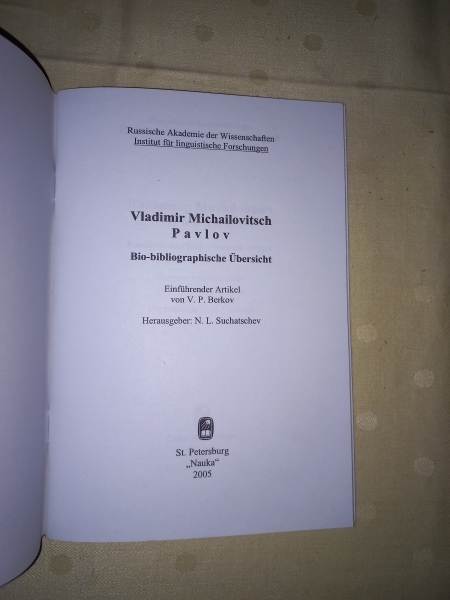 Russische Akademie der Wissenschaften
Institut für linguistische Forschungen
Vladimir Michailovitsch
Pavlov
Bio-bibliographische Übersicht
Einführender Artikel
von V. P. Berkov
Herausgeber: N. L. Suchatschev
St. Petersburg
„Nauka“
2005